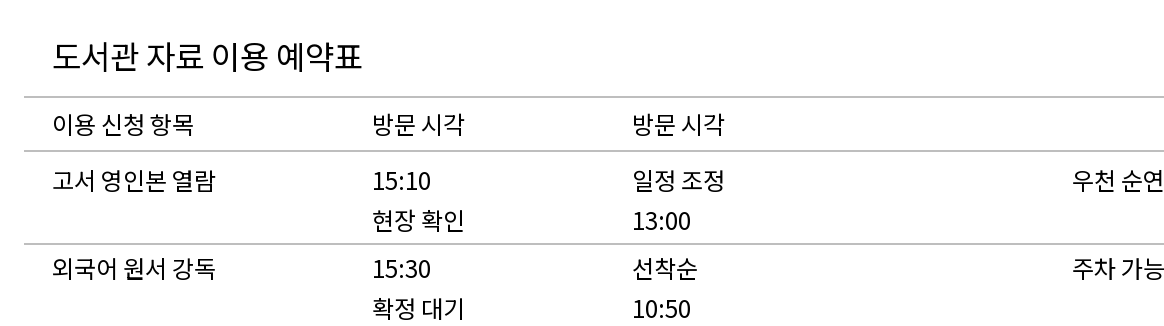 도서관 자료 이용 예약표
이용 신청 항목 방문 시각 방문 시각
고서 영인본 열람 15:10 일정 조정 우천 순연
현장 확인 13:00
외국어 원서 강독 15:30 선착순 주차 가능
확정 대기 10:50